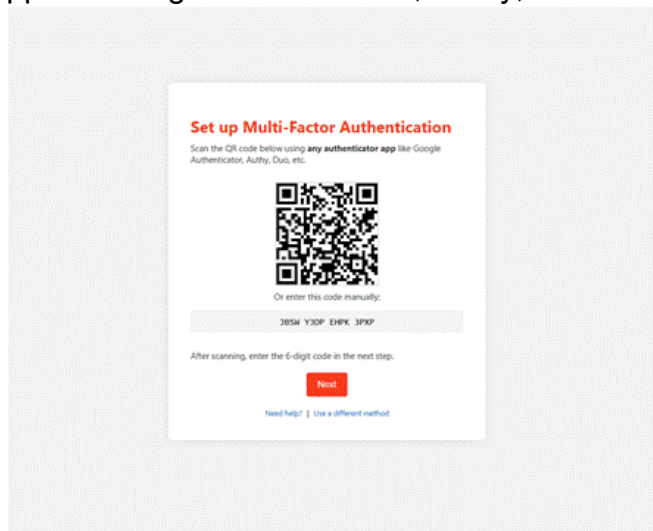 Set up Multi-Factor Authentication
Scan the QR code below using any authenticator app like Google
Authenticator, Authy, Duo, etc.
Or enter this code manually:
JBSW Y3DP EHPK 3PXP
After scanning, enter the 6-digit code in the next step.
Next
Need help? | Use a different method